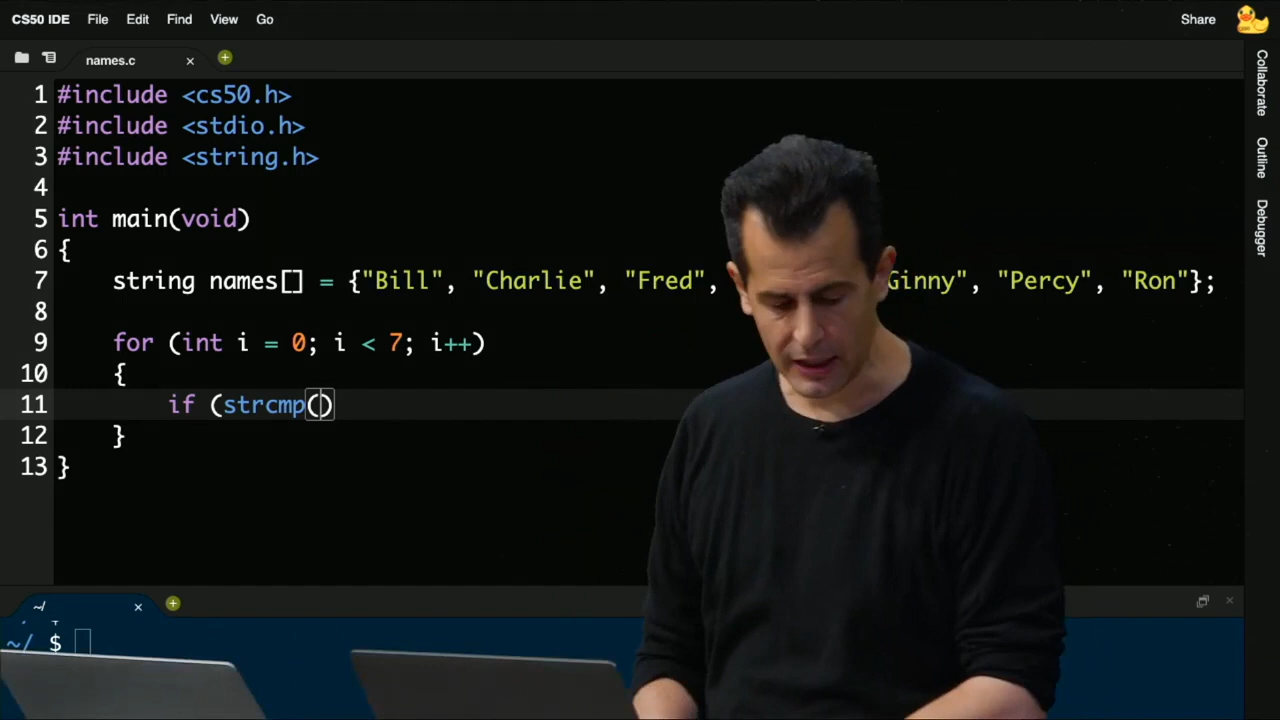 CS50 IDE File Edit Find View Go Share
names.c
Collaborate
Outline
Debugger
1 #include <cs50.h>
2 #include <stdio.h>
3 #include <string.h>
4
5 int main(void)
6 {
7 string names[] = {"Bill", "Charlie", "Fred", Ginny", "Percy", "Ron"};
8
9 for (int i = 0; i < 7; i++)
10 {
11 if (strcmp()
12 }
13 }
~/
~/ $